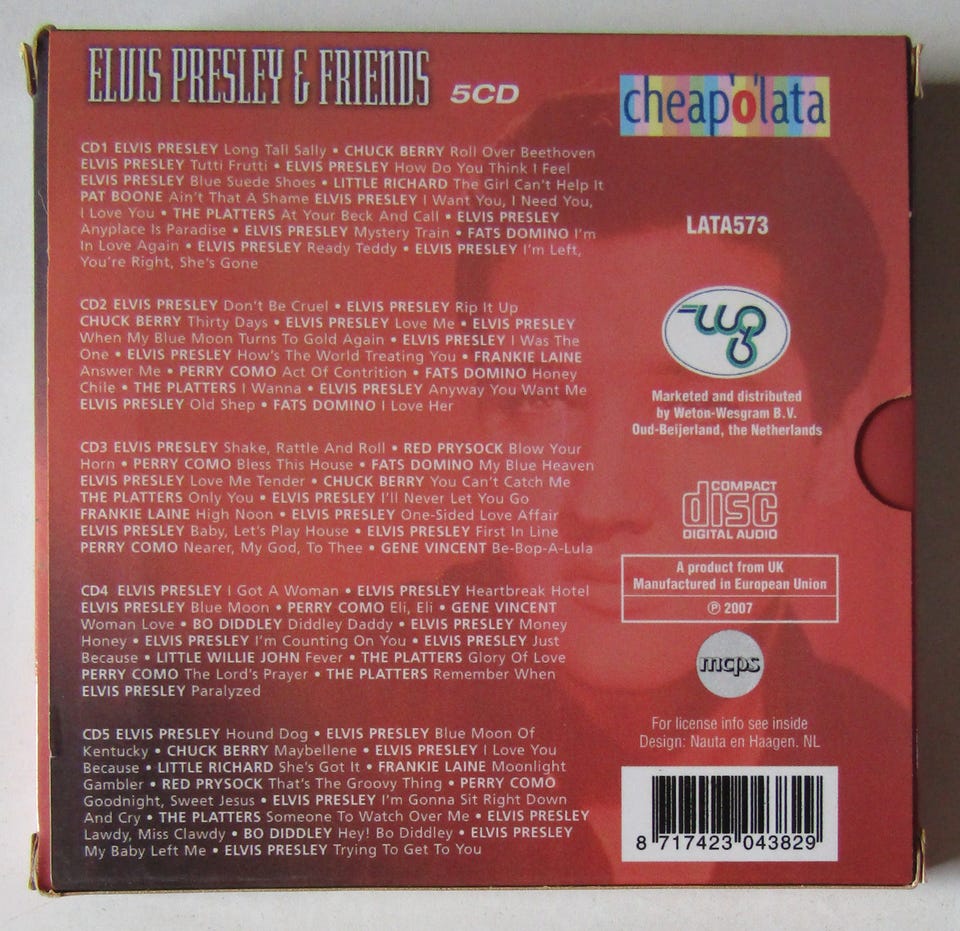 ELVIS PRESLEY & FRIENDS 5CD
CD1 ELVIS PRESLEY Long Tall Sally • CHUCK BERRY Roll Over Beethoven
ELVIS PRESLEY Tutti Frutti • ELVIS PRESLEY How Do You Think I Feel
ELVIS PRESLEY Blue Suede Shoes • LITTLE RICHARD The Girl Can't Help It
PAT BOONE Ain't That A Shame ELVIS PRESLEY I Want You, I Need You,
I Love You • THE PLATTERS At Your Beck And Call • ELVIS PRESLEY
Anyplace Is Paradise • ELVIS PRESLEY Mystery Train • FATS DOMINO I'm
In Love Again • ELVIS PRESLEY Ready Teddy • ELVIS PRESLEY I'm Left,
You're Right, She's Gone
CD2 ELVIS PRESLEY Don't Be Cruel • ELVIS PRESLEY Rip It Up
CHUCK BERRY Thirty Days • ELVIS PRESLEY Love Me • ELVIS PRESLEY
When My Blue Moon Turns To Gold Again • ELVIS PRESLEY I Was The
One • ELVIS PRESLEY How's The World Treating You • FRANKIE LAINE
Answer Me • PERRY COMO Act Of Contrition • FATS DOMINO Honey
Chile • THE PLATTERS I Wanna • ELVIS PRESLEY Anyway You Want Me
ELVIS PRESLEY Old Shep • FATS DOMINO I Love Her
CD3 ELVIS PRESLEY Shake, Rattle And Roll • RED PRYSOCK Blow Your
Horn • PERRY COMO Bless This House • FATS DOMINO My Blue Heaven
ELVIS PRESLEY Love Me Tender • CHUCK BERRY You Can't Catch Me
THE PLATTERS Only You • ELVIS PRESLEY I'll Never Let You Go
FRANKIE LAINE High Noon • ELVIS PRESLEY One-Sided Love Affair
ELVIS PRESLEY Baby, Let's Play House • ELVIS PRESLEY First In Line
PERRY COMO Nearer, My God, To Thee • GENE VINCENT Be-Bop-A-Lula
CD4 ELVIS PRESLEY I Got A Woman • ELVIS PRESLEY Heartbreak Hotel
ELVIS PRESLEY Blue Moon • PERRY COMO Eli, Eli • GENE VINCENT
Woman Love • BO DIDDLEY Diddley Daddy • ELVIS PRESLEY Money
Honey • ELVIS PRESLEY I'm Counting On You • ELVIS PRESLEY Just
Because • LITTLE WILLIE JOHN Fever • THE PLATTERS Glory Of Love
PERRY COMO The Lord's Prayer • THE PLATTERS Remember When
ELVIS PRESLEY Paralyzed
CD5 ELVIS PRESLEY Hound Dog • ELVIS PRESLEY Blue Moon Of
Kentucky • CHUCK BERRY Maybellene • ELVIS PRESLEY I Love You
Because • LITTLE RICHARD She's Got It • FRANKIE LAINE Moonlight
Gambler • RED PRYSOCK That's The Groovy Thing • PERRY COMO
Goodnight, Sweet Jesus • ELVIS PRESLEY I'm Gonna Sit Right Down
And Cry • THE PLATTERS Someone To Watch Over Me • ELVIS PRESLEY
Lawdy, Miss Clawdy • BO DIDDLEY Hey! Bo Diddley • ELVIS PRESLEY
My Baby Left Me • ELVIS PRESLEY Trying To Get To You
cheap'o'lata
LATA573
Marketed and distributed
by Weton-Wesgram B.V.
Oud-Beijerland, the Netherlands
COMPACT
disc
DIGITAL AUDIO
A product from UK
Manufactured in European Union
℗ 2007
mcps
For license info see inside
Design: Nauta en Haagen. NL
8 717423 043829